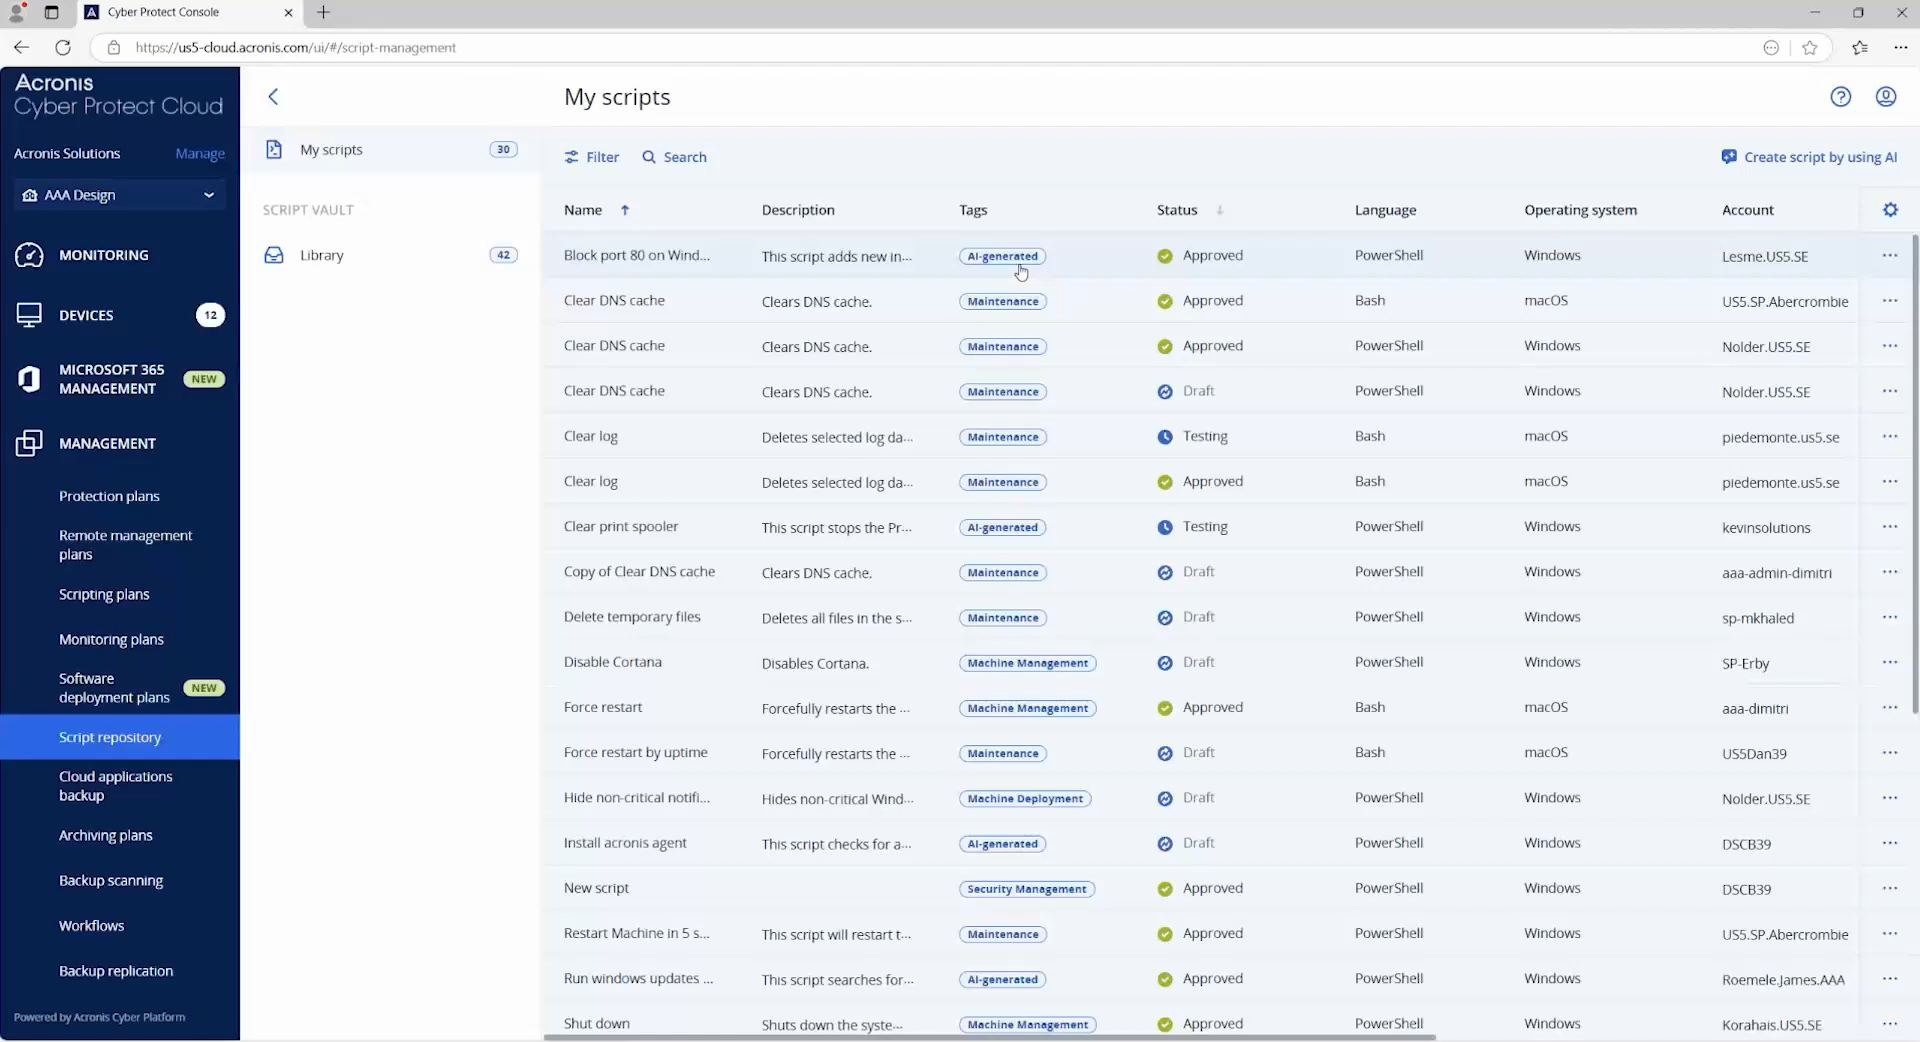 Cyber Protect Console
https://us5-cloud.acronis.com/ui/#/script-management
Acronis
Cyber Protect Cloud
Acronis Solutions Manage
AAA Design
MONITORING
DEVICES 12
MICROSOFT 365
MANAGEMENT NEW
MANAGEMENT
Protection plans
Remote management
plans
Scripting plans
Monitoring plans
Software
deployment plans NEW
Script repository
Cloud applications
backup
Archiving plans
Backup scanning
Workflows
Backup replication
Powered by Acronis Cyber Platform
My scripts 30
SCRIPT VAULT
Library 42
My scripts
Filter Search Create script by using AI
Name Description Tags Status Language Operating system Account
Block port 80 on Wind... This script adds new in... AI-generated Approved PowerShell Windows Lesme.US5.SE
Clear DNS cache Clears DNS cache. Maintenance Approved Bash macOS US5.SP.Abercrombie
Clear DNS cache Clears DNS cache. Maintenance Approved PowerShell Windows Nolder.US5.SE
Clear DNS cache Clears DNS cache. Maintenance Draft PowerShell Windows Nolder.US5.SE
Clear log Deletes selected log da... Maintenance Testing Bash macOS piedemonte.us5.se
Clear log Deletes selected log da... Maintenance Approved Bash macOS piedemonte.us5.se
Clear print spooler This script stops the Pr... AI-generated Testing PowerShell Windows kevinsolutions
Copy of Clear DNS cache Clears DNS cache. Maintenance Draft PowerShell Windows aaa-admin-dimitri
Delete temporary files Deletes all files in the s... Maintenance Draft PowerShell Windows sp-mkhaled
Disable Cortana Disables Cortana. Machine Management Draft PowerShell Windows SP-Erby
Force restart Forcefully restarts the ... Machine Management Approved Bash macOS aaa-dimitri
Force restart by uptime Forcefully restarts the ... Maintenance Draft Bash macOS US5Dan39
Hide non-critical notifi... Hides non-critical Wind... Machine Deployment Draft PowerShell Windows Nolder.US5.SE
Install acronis agent This script checks for a... AI-generated Draft PowerShell Windows DSCB39
New script Security Management Approved PowerShell Windows DSCB39
Restart Machine in 5 s... This script will restart t... Maintenance Approved PowerShell Windows US5.SP.Abercrombie
Run windows updates ... This script searches for... AI-generated Approved PowerShell Windows Roemele.James.AAA
Shut down Shuts down the syste... Machine Management Approved PowerShell Windows Korahais.US5.SE